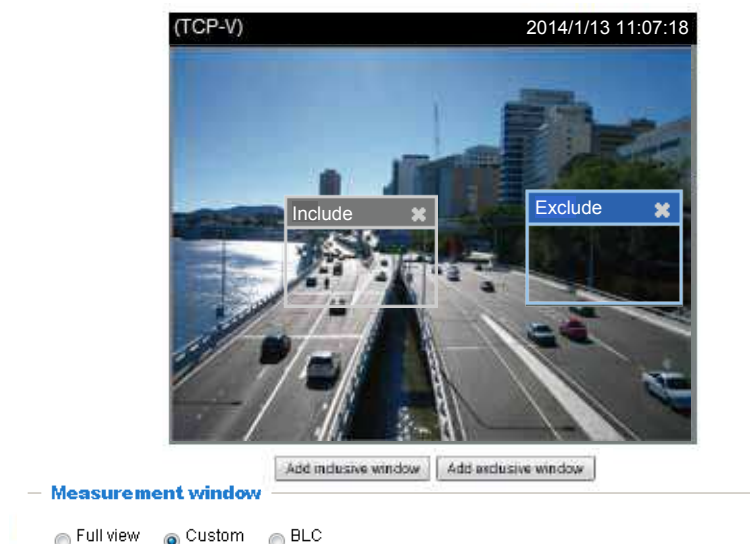 (TCP-V) 2014/1/13 11:07:18
Include
Exclude
Add inclusive window Add exclusive window
Measurement window
Full view Custom BLC